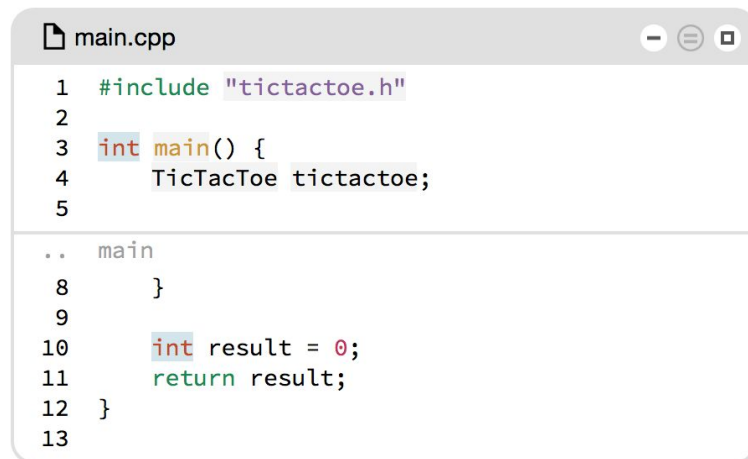 main.cpp
1 #include "tictactoe.h"
2
3 int main() {
4     TicTacToe tictactoe;
5
.. main
8     }
9
10     int result = 0;
11     return result;
12 }
13